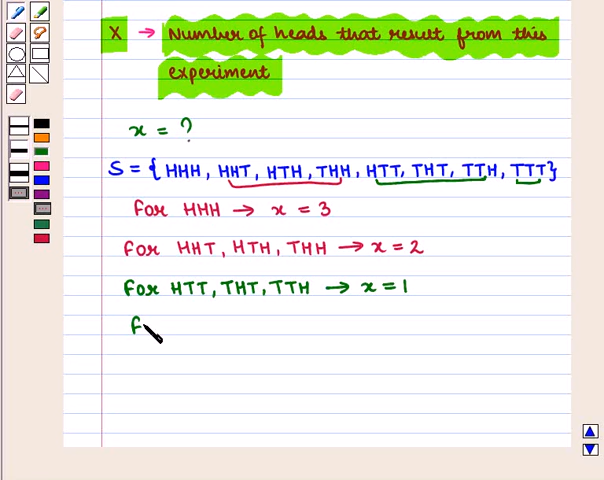 X → Number of heads that result from this
experiment
x = ?
S = { HHH, HHT, HTH, THH, HTT, THT, TTH, TTT}
For HHH → x = 3
For HHT, HTH, THH → x = 2
For HTT, THT, TTH → x = 1
F